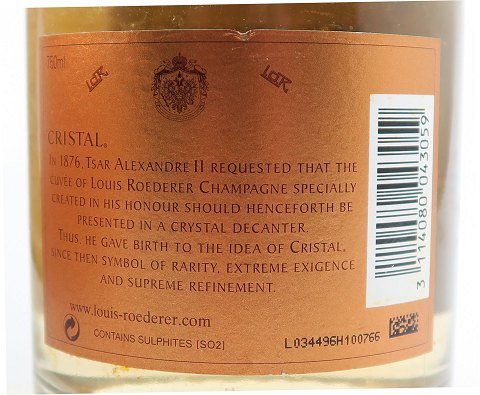 750ml
LdR
LdR
CRISTAL®
IN 1876, TSAR ALEXANDRE II REQUESTED THAT THE
CUVÉE OF LOUIS ROEDERER CHAMPAGNE SPECIALLY
CREATED IN HIS HONOUR SHOULD HENCEFORTH BE
PRESENTED IN A CRYSTAL DECANTER.
THUS, HE GAVE BIRTH TO THE IDEA OF CRISTAL,
SINCE THEN SYMBOL OF RARITY, EXTREME EXIGENCE
AND SUPREME REFINEMENT.
www.louis-roederer.com
CONTAINS SULPHITES [SO2]
L034496H100766
3 114080 043059